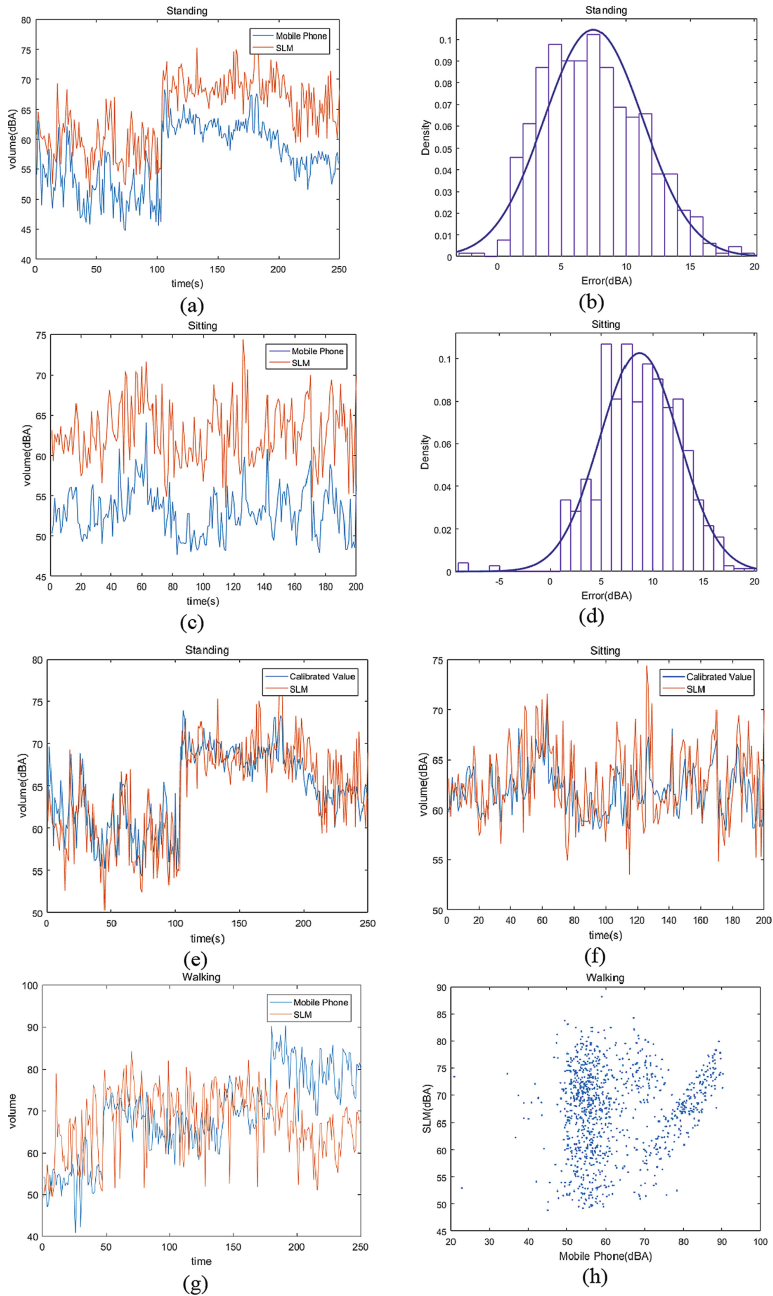 Standing
Mobile Phone
SLM
80
75
70
65
60
55
50
45
40
volume(dBA)
0 50 100 150 200 250
time(s)
(a)
Standing
0.1
0.09
0.08
0.07
0.06
0.05
0.04
0.03
0.02
0.1
0
Density
0 5 10 15 20
Error(dBA)
(b)
Sitting
Mobile Phone
SLM
75
70
65
60
55
50
45
volume(dBA)
0 20 40 60 80 100 120 140 160 180 200
time(s)
(c)
Sitting
0.1
0.08
0.06
0.04
0.02
0
Density
-5 0 5 10 15 20
Error(dBA)
(d)
Standing
Calibrated Value
SLM
80
75
70
65
60
55
50
volume(dBA)
0 50 100 150 200 250
time(s)
(e)
Sitting
Calibrated Value
SLM
75
70
65
60
55
50
volume(dBA)
0 20 40 60 80 100 120 140 160 180 200
time(s)
(f)
Walking
Mobile Phone
SLM
100
90
80
70
60
50
40
volume
0 50 100 150 200 250
time
(g)
Walking
90
85
80
75
70
65
60
55
50
45
SLM(dBA)
20 30 40 50 60 70 80 90 100
Mobile Phone(dBA)
(h)